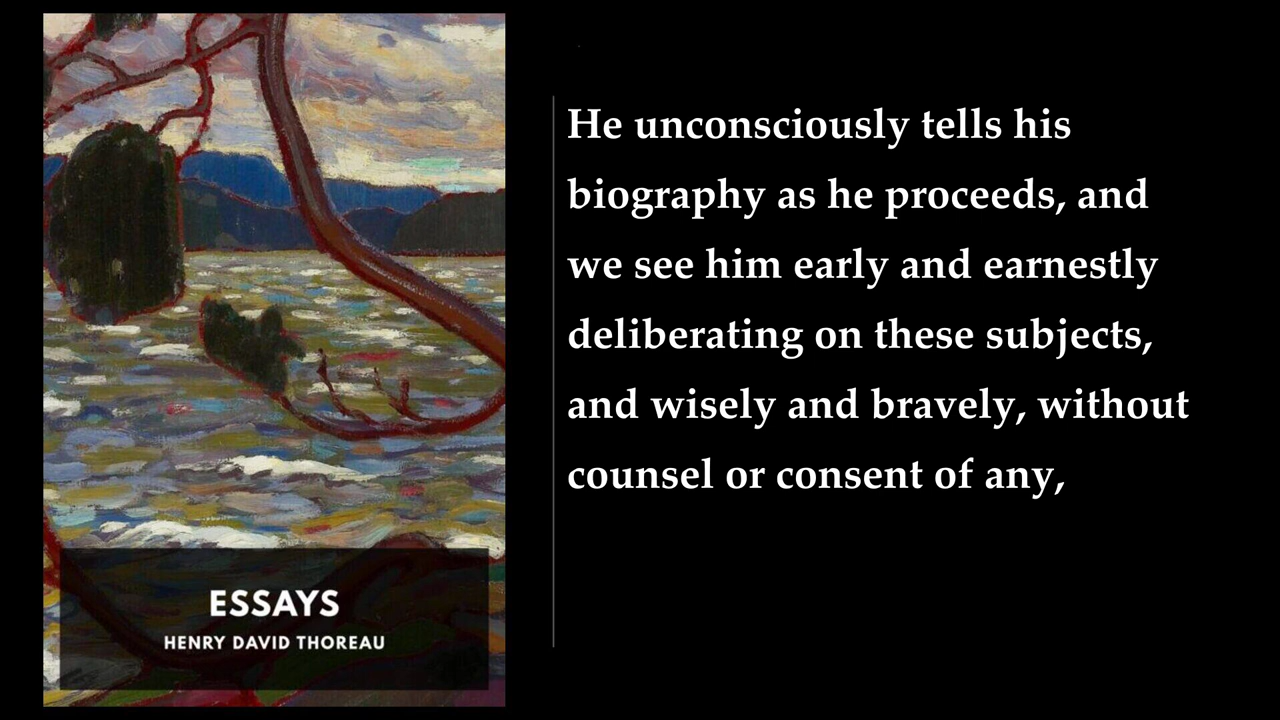 ESSAYS
HENRY DAVID THOREAU
He unconsciously tells his
biography as he proceeds, and
we see him early and earnestly
deliberating on these subjects,
and wisely and bravely, without
counsel or consent of any,